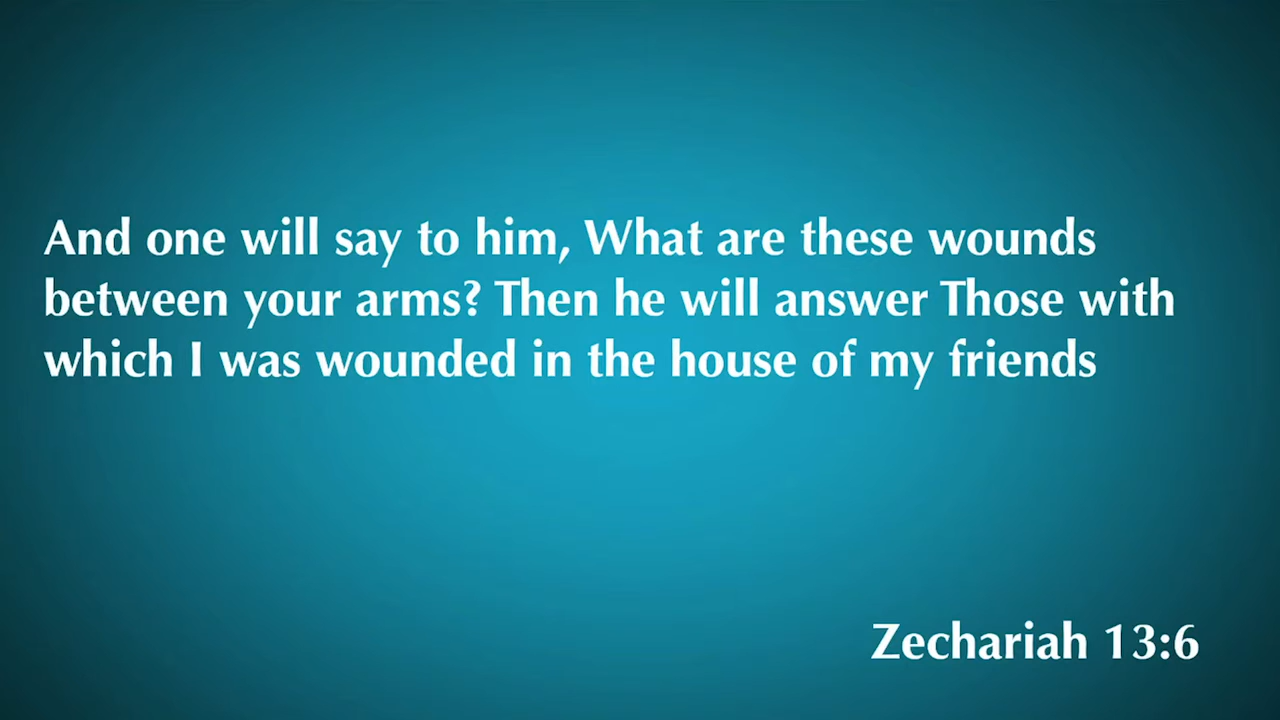 And one will say to him, What are these wounds
between your arms? Then he will answer Those with
which I was wounded in the house of my friends
Zechariah 13:6